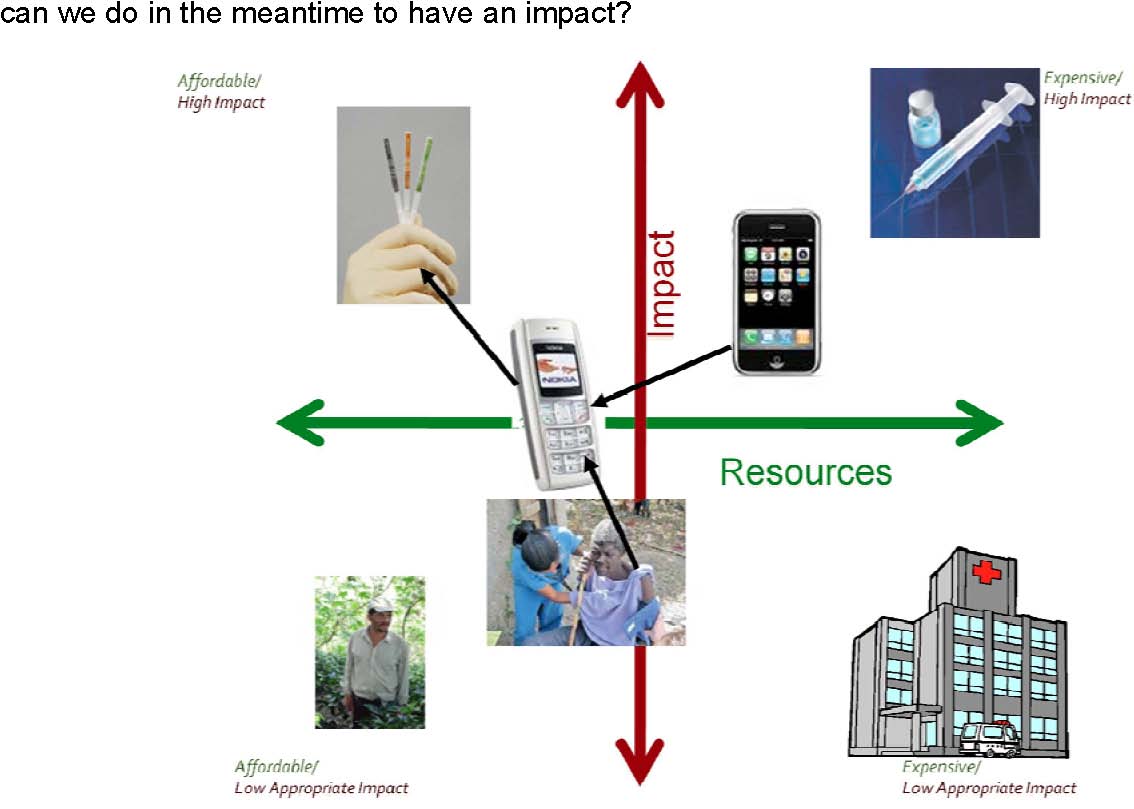 can we do in the meantime to have an impact?
Affordable/
High Impact
Expensive/
High Impact
Impact
NOKIA
Resources
Affordable/
Low Appropriate Impact
Expensive/
Low Appropriate Impact